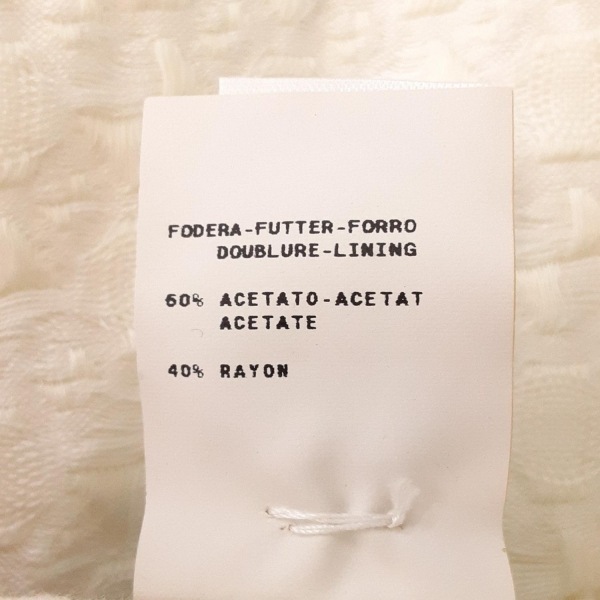 FODERA-FUTTER-FORRO
DOUBLURE-LINING
60% ACETATO-ACETAT
ACETATE
40% RAYON